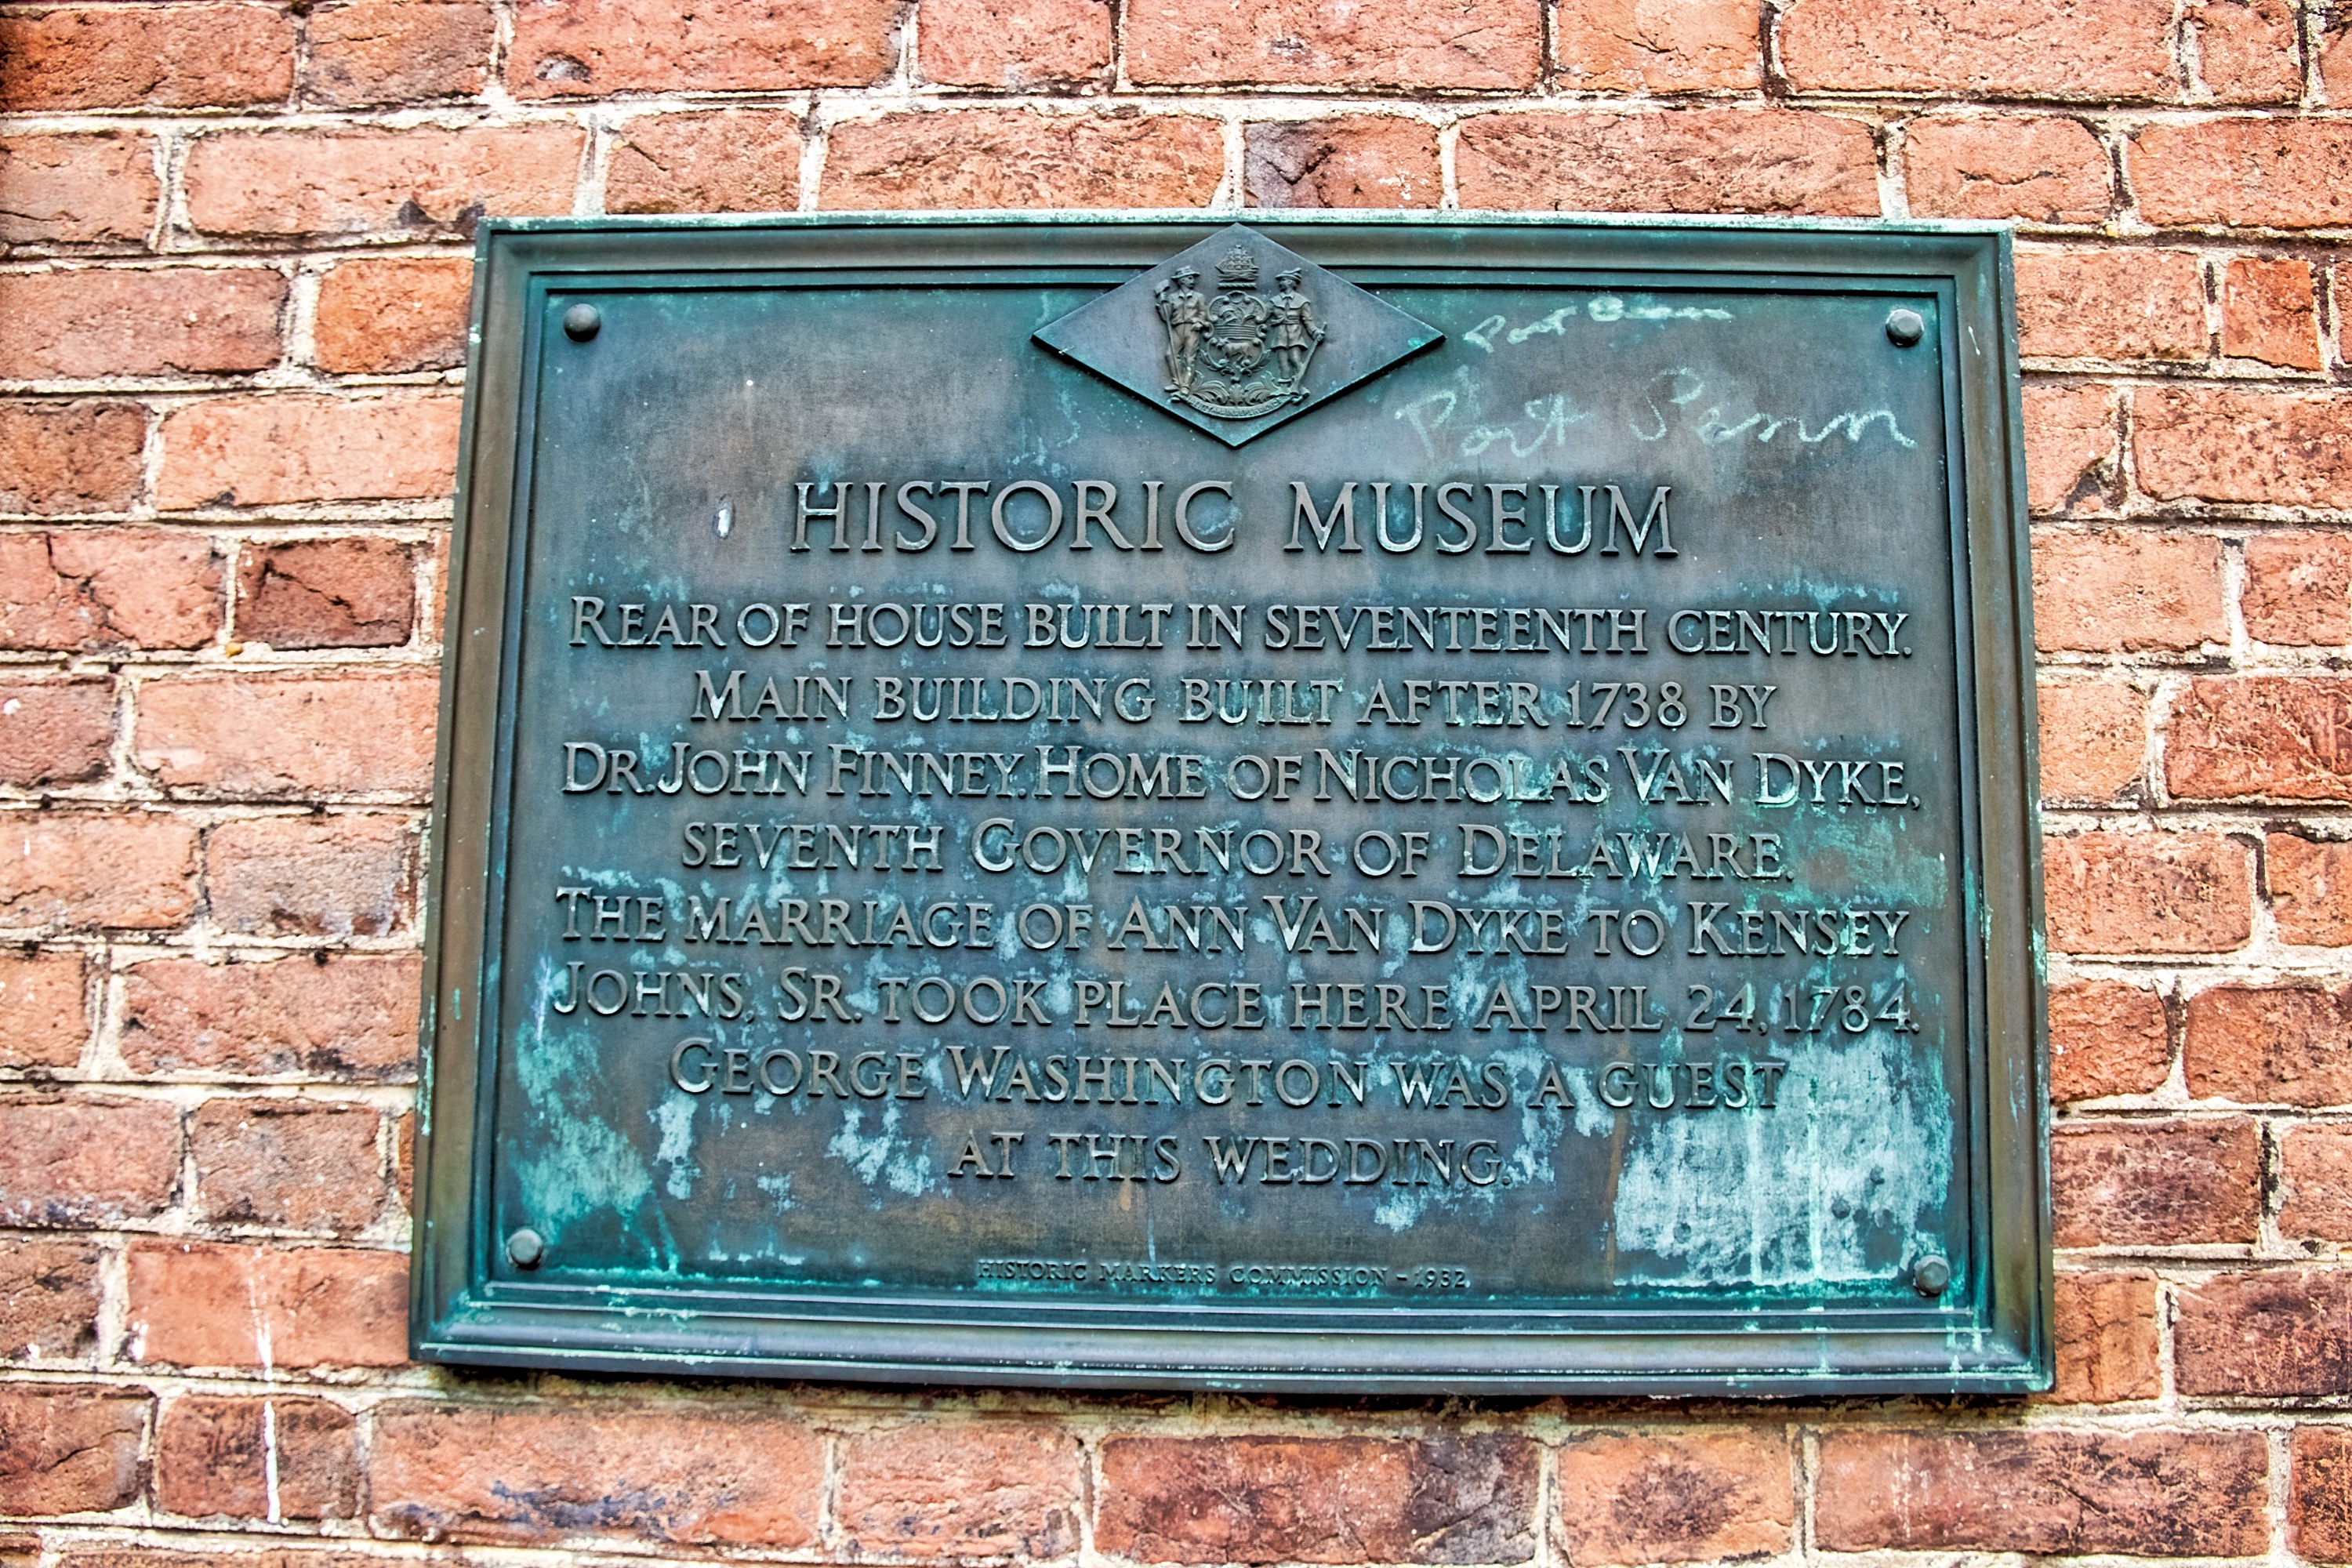 Port Penn
Port Penn
HISTORIC MUSEUM
REAR OF HOUSE BUILT IN SEVENTEENTH CENTURY.
MAIN BUILDING BUILT AFTER 1738 BY
DR. JOHN FINNEY. HOME OF NICHOLAS VAN DYKE,
SEVENTH GOVERNOR OF DELAWARE.
THE MARRIAGE OF ANN VAN DYKE TO KENSEY
JOHNS, SR. TOOK PLACE HERE APRIL 24, 1784.
GEORGE WASHINGTON WAS A GUEST
AT THIS WEDDING.
HISTORIC MARKERS COMMISSION - 1932.